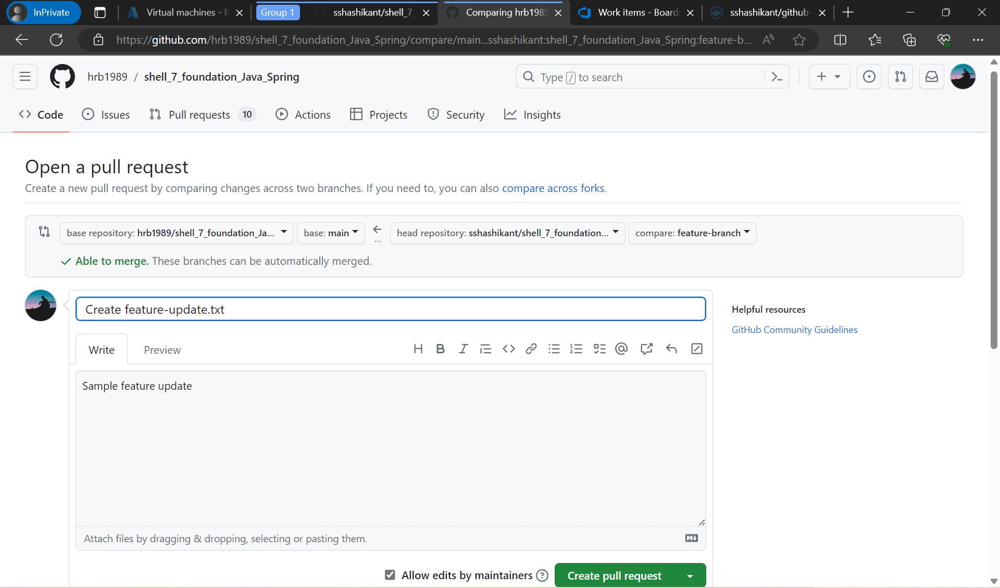 InPrivate
Virtual machines - M
Group 1
sshashikant/shell_7_
Comparing hrb1989
Work items - Boards
sshashikant/github-
https://github.com/hrb1989/shell_7_foundation_Java_Spring/compare/main...sshashikant:shell_7_foundation_Java_Spring:feature-b...
hrb1989 / shell_7_foundation_Java_Spring
Type / to search
Code
Issues
Pull requests 10
Actions
Projects
Security
Insights
Open a pull request
Create a new pull request by comparing changes across two branches. If you need to, you can also compare across forks.
base repository: hrb1989/shell_7_foundation_Ja...
base: main
...
head repository: sshashikant/shell_7_foundation...
compare: feature-branch
Able to merge. These branches can be automatically merged.
Create feature-update.txt
Helpful resources
GitHub Community Guidelines
Write
Preview
Sample feature update
Attach files by dragging & dropping, selecting or pasting them.
Allow edits by maintainers
Create pull request